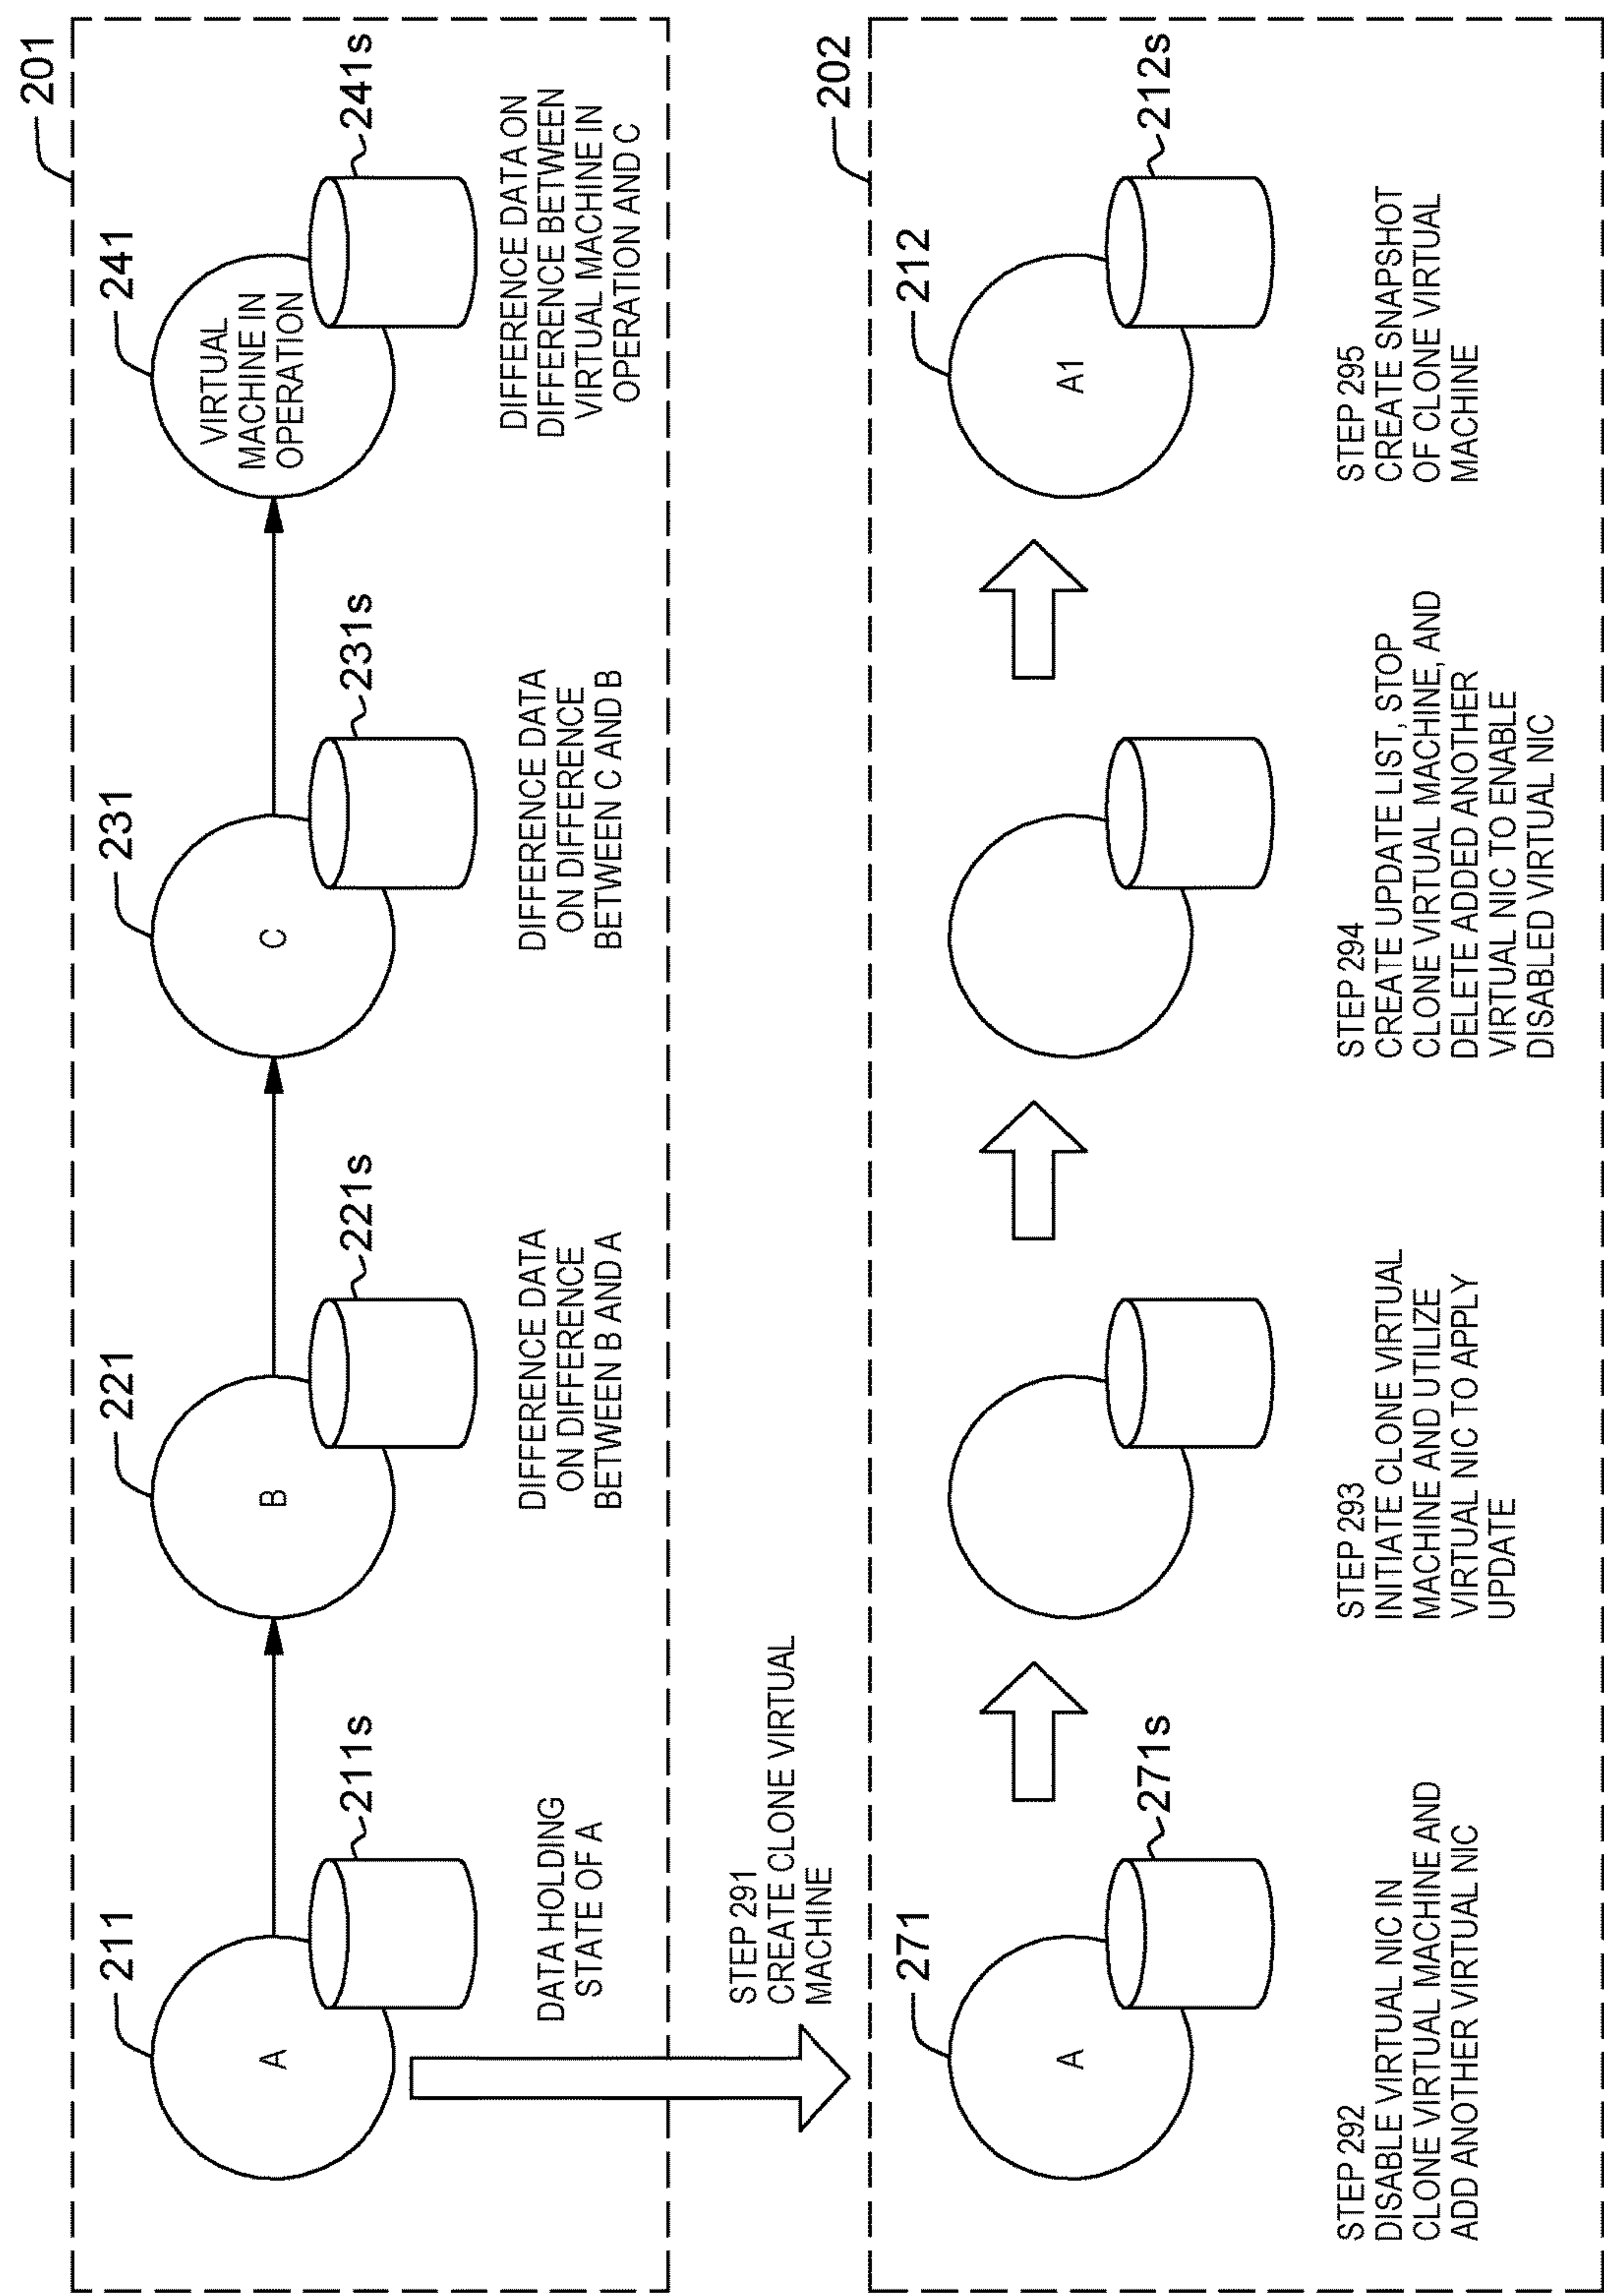 201
211
A
211s
DATA HOLDING
STATE OF A
221
B
221s
DIFFERENCE DATA
ON DIFFERENCE
BETWEEN B AND A
231
C
231s
DIFFERENCE DATA
ON DIFFERENCE
BETWEEN C AND B
241
VIRTUAL
MACHINE IN
OPERATION
241s
DIFFERENCE DATA ON
DIFFERENCE BETWEEN
VIRTUAL MACHINE IN
OPERATION AND C
STEP 291
CREATE CLONE VIRTUAL
MACHINE
202
271
A
271s
STEP 292
DISABLE VIRTUAL NIC IN
CLONE VIRTUAL MACHINE AND
ADD ANOTHER VIRTUAL NIC
STEP 293
INITIATE CLONE VIRTUAL
MACHINE AND UTILIZE
VIRTUAL NIC TO APPLY
UPDATE
STEP 294
CREATE UPDATE LIST, STOP
CLONE VIRTUAL MACHINE, AND
DELETE ADDED ANOTHER
VIRTUAL NIC TO ENABLE
DISABLED VIRTUAL NIC
212
A1
212s
STEP 295
CREATE SNAPSHOT
OF CLONE VIRTUAL
MACHINE